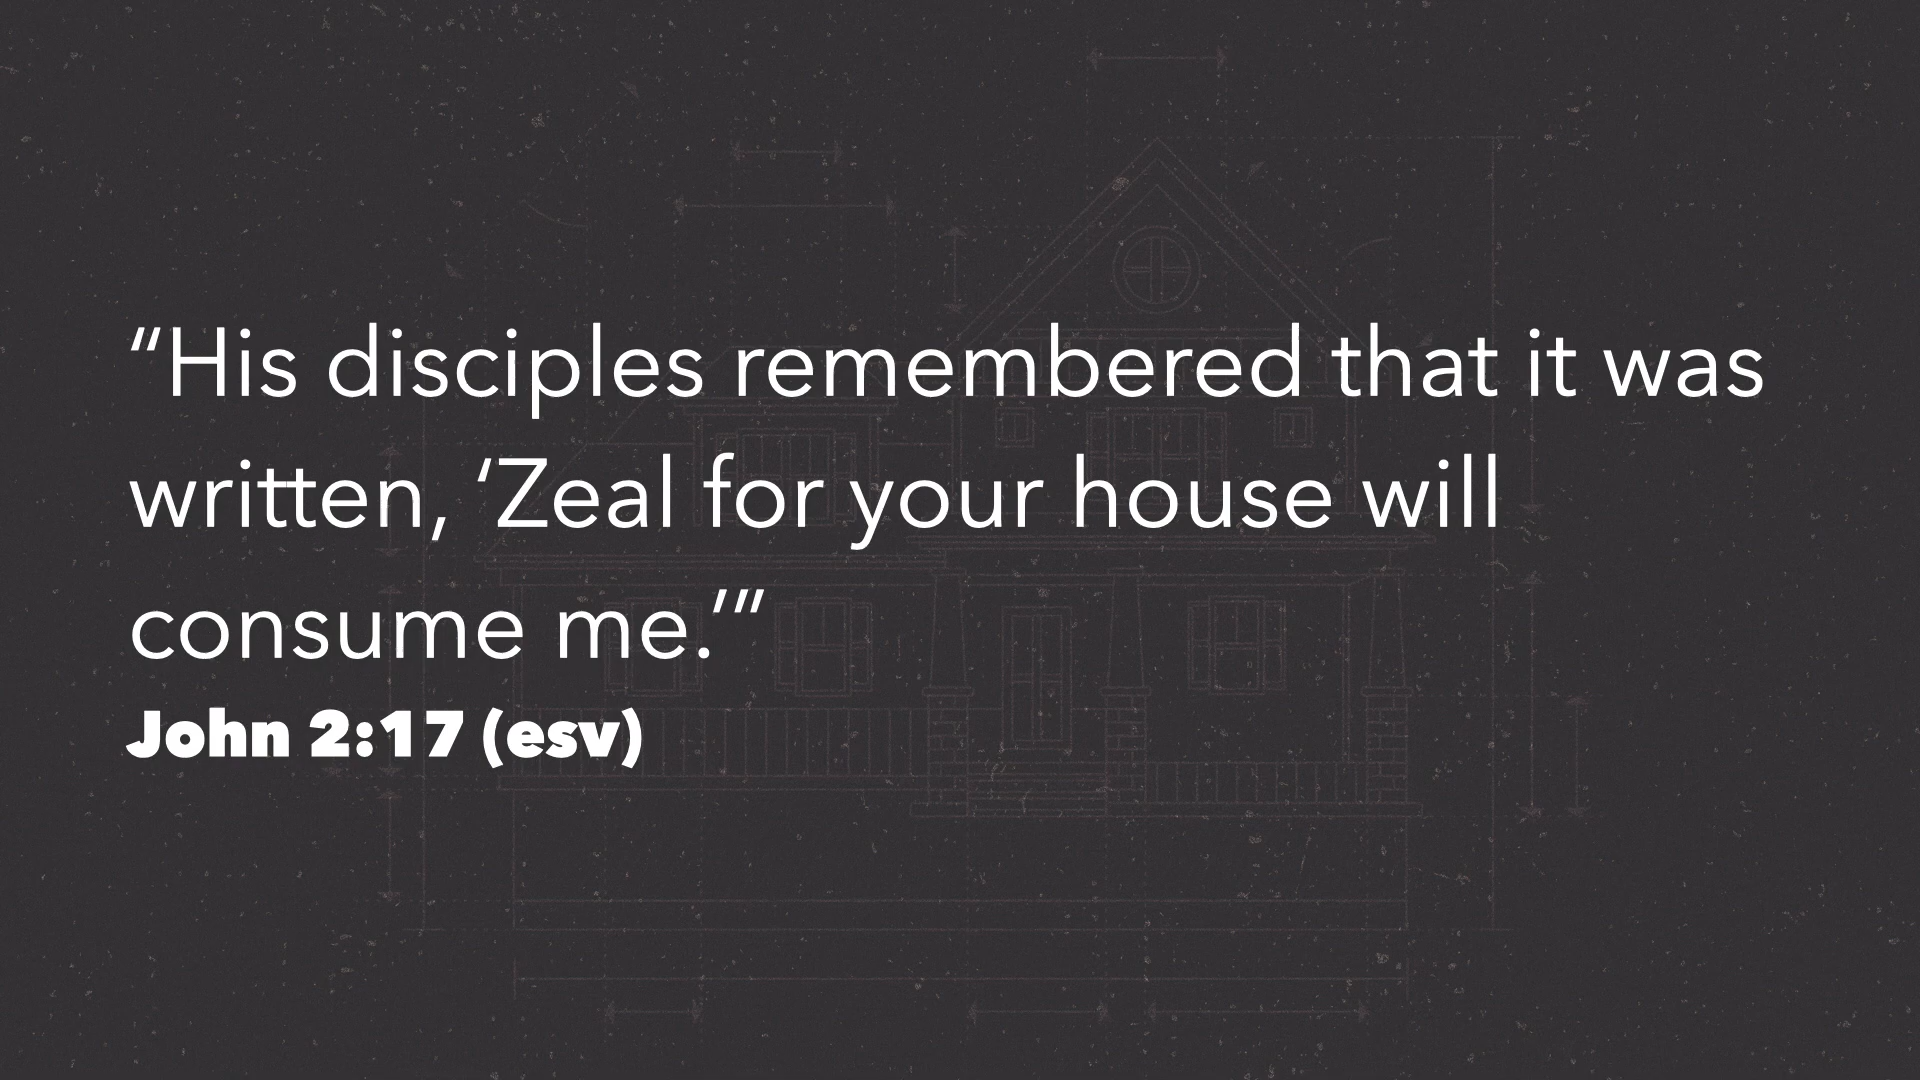 “His disciples remembered that it was
written, ‘Zeal for your house will
consume me.’”
John 2:17 (esv)